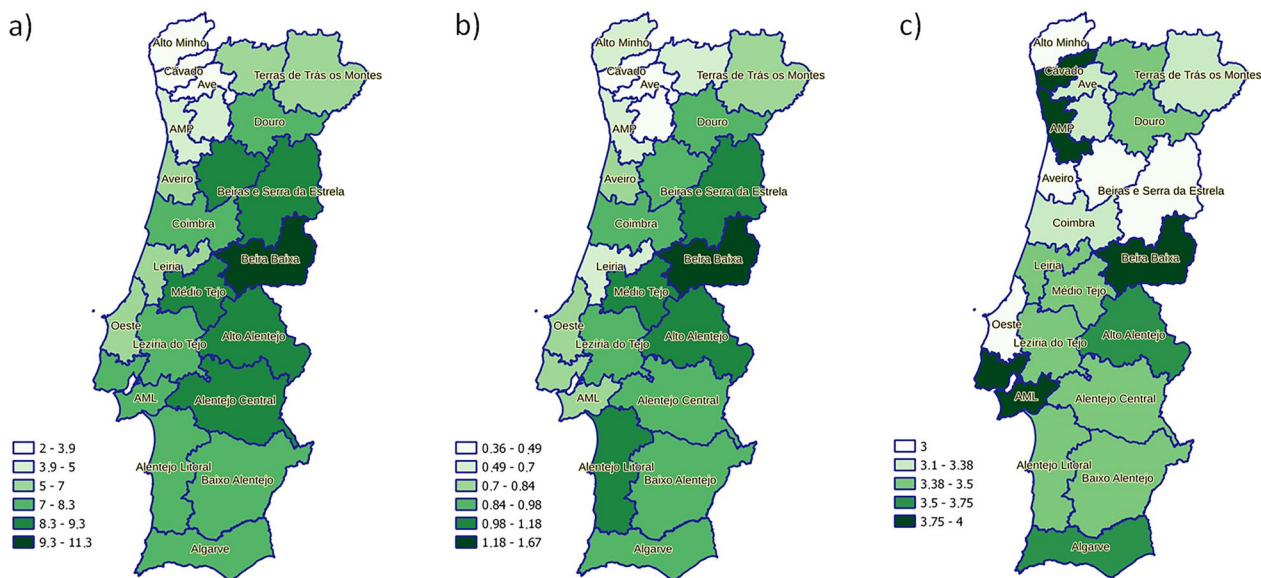 a)
Alto Minho
Cávado
Ave
Terras de Trás os Montes
AMP
Douro
Aveiro
Beiras e Serra da Estrela
Coimbra
Beira Baixa
Leiria
Médio Tejo
Oeste
Lezíria do Tejo
Alto Alentejo
AML
Alentejo Central
Alentejo Litoral
Baixo Alentejo
Algarve
2 - 3.9
3.9 - 5
5 - 7
7 - 8.3
8.3 - 9.3
9.3 - 11.3
b)
Alto Minho
Cávado
Ave
Terras de Trás os Montes
AMP
Douro
Aveiro
Beiras e Serra da Estrela
Coimbra
Beira Baixa
Leiria
Médio Tejo
Oeste
Lezíria do Tejo
Alto Alentejo
AML
Alentejo Central
Alentejo Litoral
Baixo Alentejo
Algarve
0.36 - 0.49
0.49 - 0.7
0.7 - 0.84
0.84 - 0.98
0.98 - 1.18
1.18 - 1.67
c)
Alto Minho
Cávado
Ave
Terras de Trás os Montes
AMP
Douro
Aveiro
Beiras e Serra da Estrela
Coimbra
Beira Baixa
Leiria
Médio Tejo
Oeste
Lezíria do Tejo
Alto Alentejo
AML
Alentejo Central
Alentejo Litoral
Baixo Alentejo
Algarve
3
3.1 - 3.38
3.38 - 3.5
3.5 - 3.75
3.75 - 4